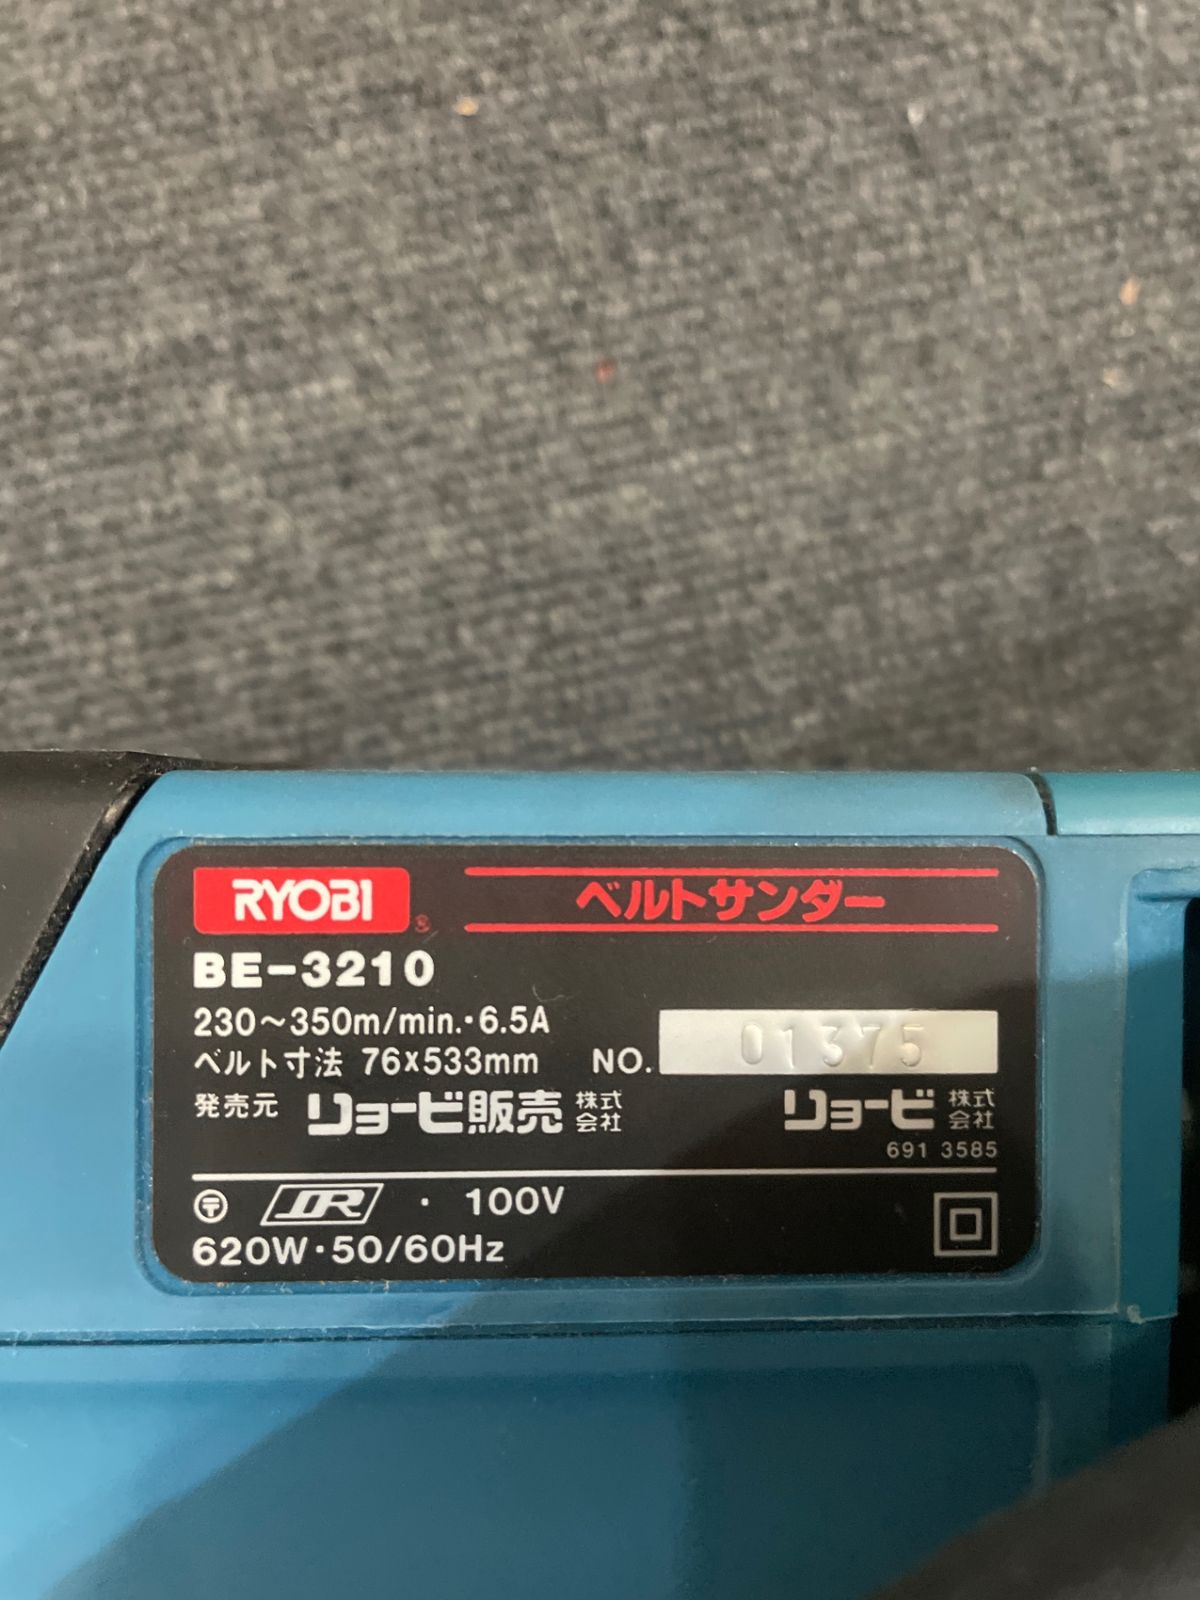 RYOBI® ベルトサンダー
BE-3210
230～350m/min.·6.5A
ベルト寸法 76×533mm NO. 01375
発売元 リョービ販売株式会社 リョービ株式会社
691 3585
〒 JR · 100V
620W·50/60Hz